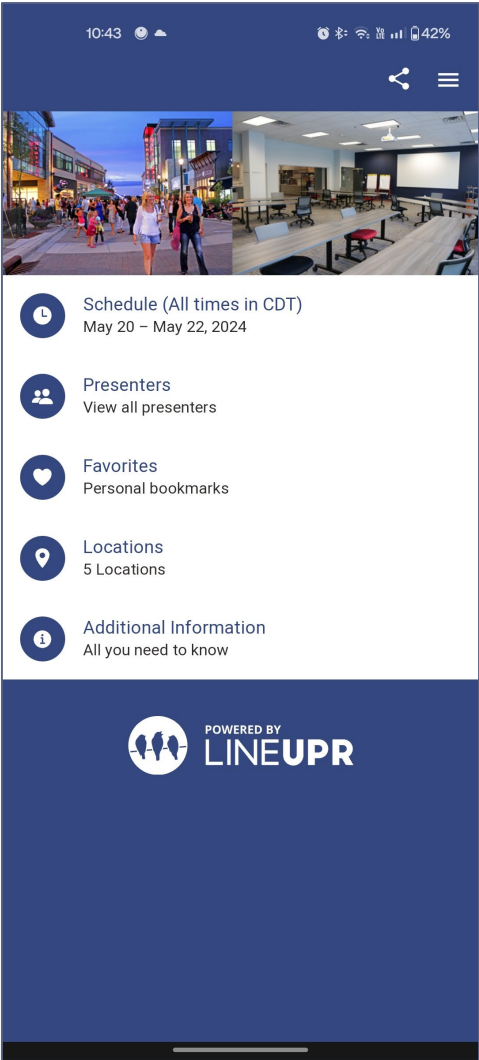 10:43
42%
Schedule (All times in CDT)
May 20 – May 22, 2024
Presenters
View all presenters
Favorites
Personal bookmarks
Locations
5 Locations
Additional Information
All you need to know
POWERED BY
LINEUPR